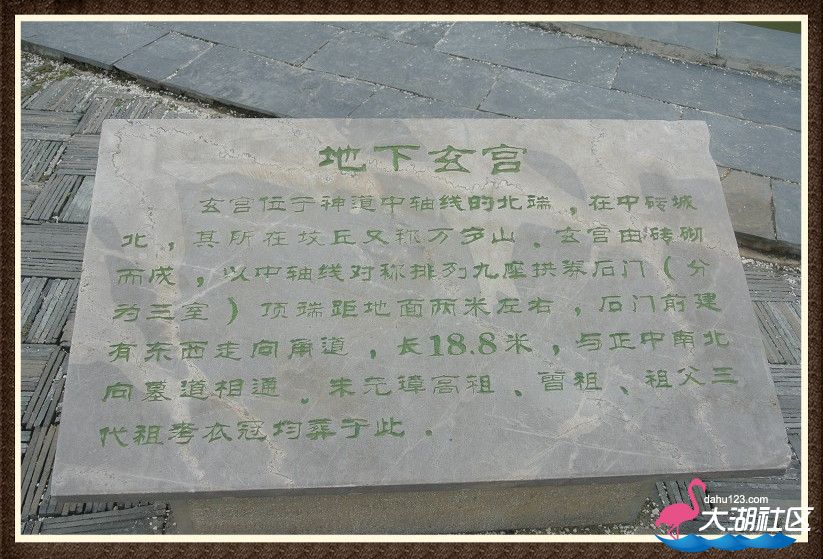 地下玄宫
玄宫位于神道中轴线的北端，在中砖城
北，其所在坟丘又称万岁山．玄宫由砖砌
而成，以中轴线对称排列九座拱券石门（分
为三室）顶端距地面两米左右，石门前建
有东西走向甬道，长18.8米，与正中南北
向墓道相通．朱元璋高祖、曾祖、祖父三
代祖考衣冠均葬于此．
dahu123.com
大湖社区